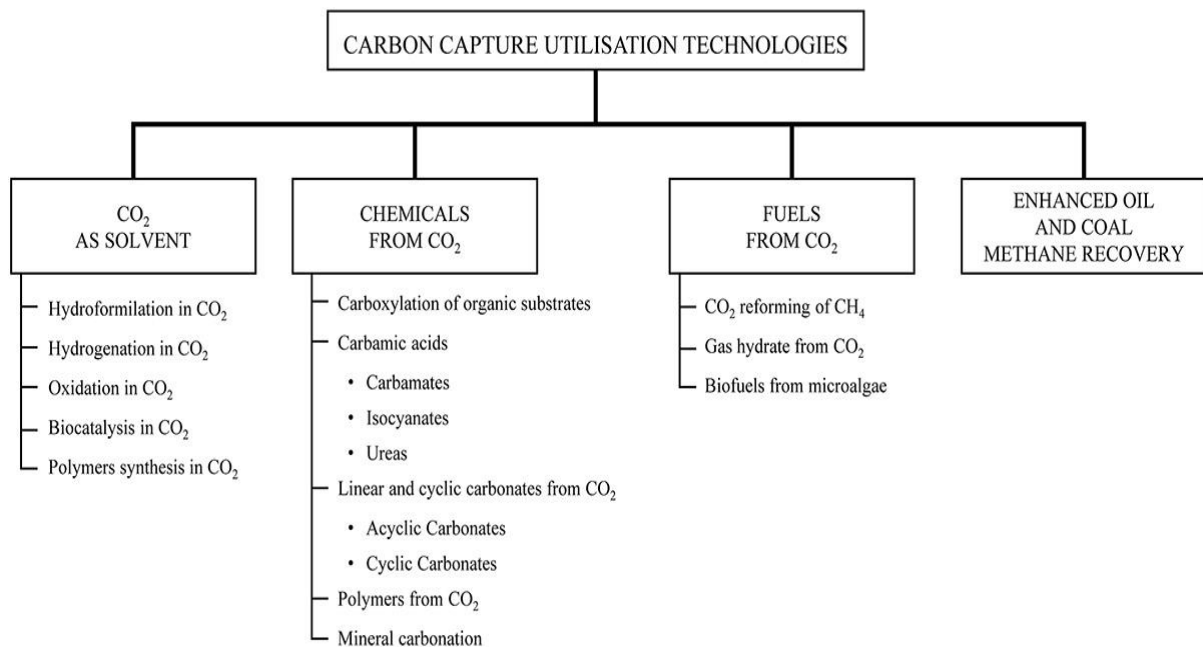 CARBON CAPTURE UTILISATION TECHNOLOGIES
CO₂
AS SOLVENT
Hydroformilation in CO₂
Hydrogenation in CO₂
Oxidation in CO₂
Biocatalysis in CO₂
Polymers synthesis in CO₂
CHEMICALS
FROM CO₂
Carboxylation of organic substrates
Carbamic acids
• Carbamates
• Isocyanates
• Ureas
Linear and cyclic carbonates from CO₂
• Acyclic Carbonates
• Cyclic Carbonates
Polymers from CO₂
Mineral carbonation
FUELS
FROM CO₂
CO₂ reforming of CH₄
Gas hydrate from CO₂
Biofuels from microalgae
ENHANCED OIL
AND COAL
METHANE RECOVERY